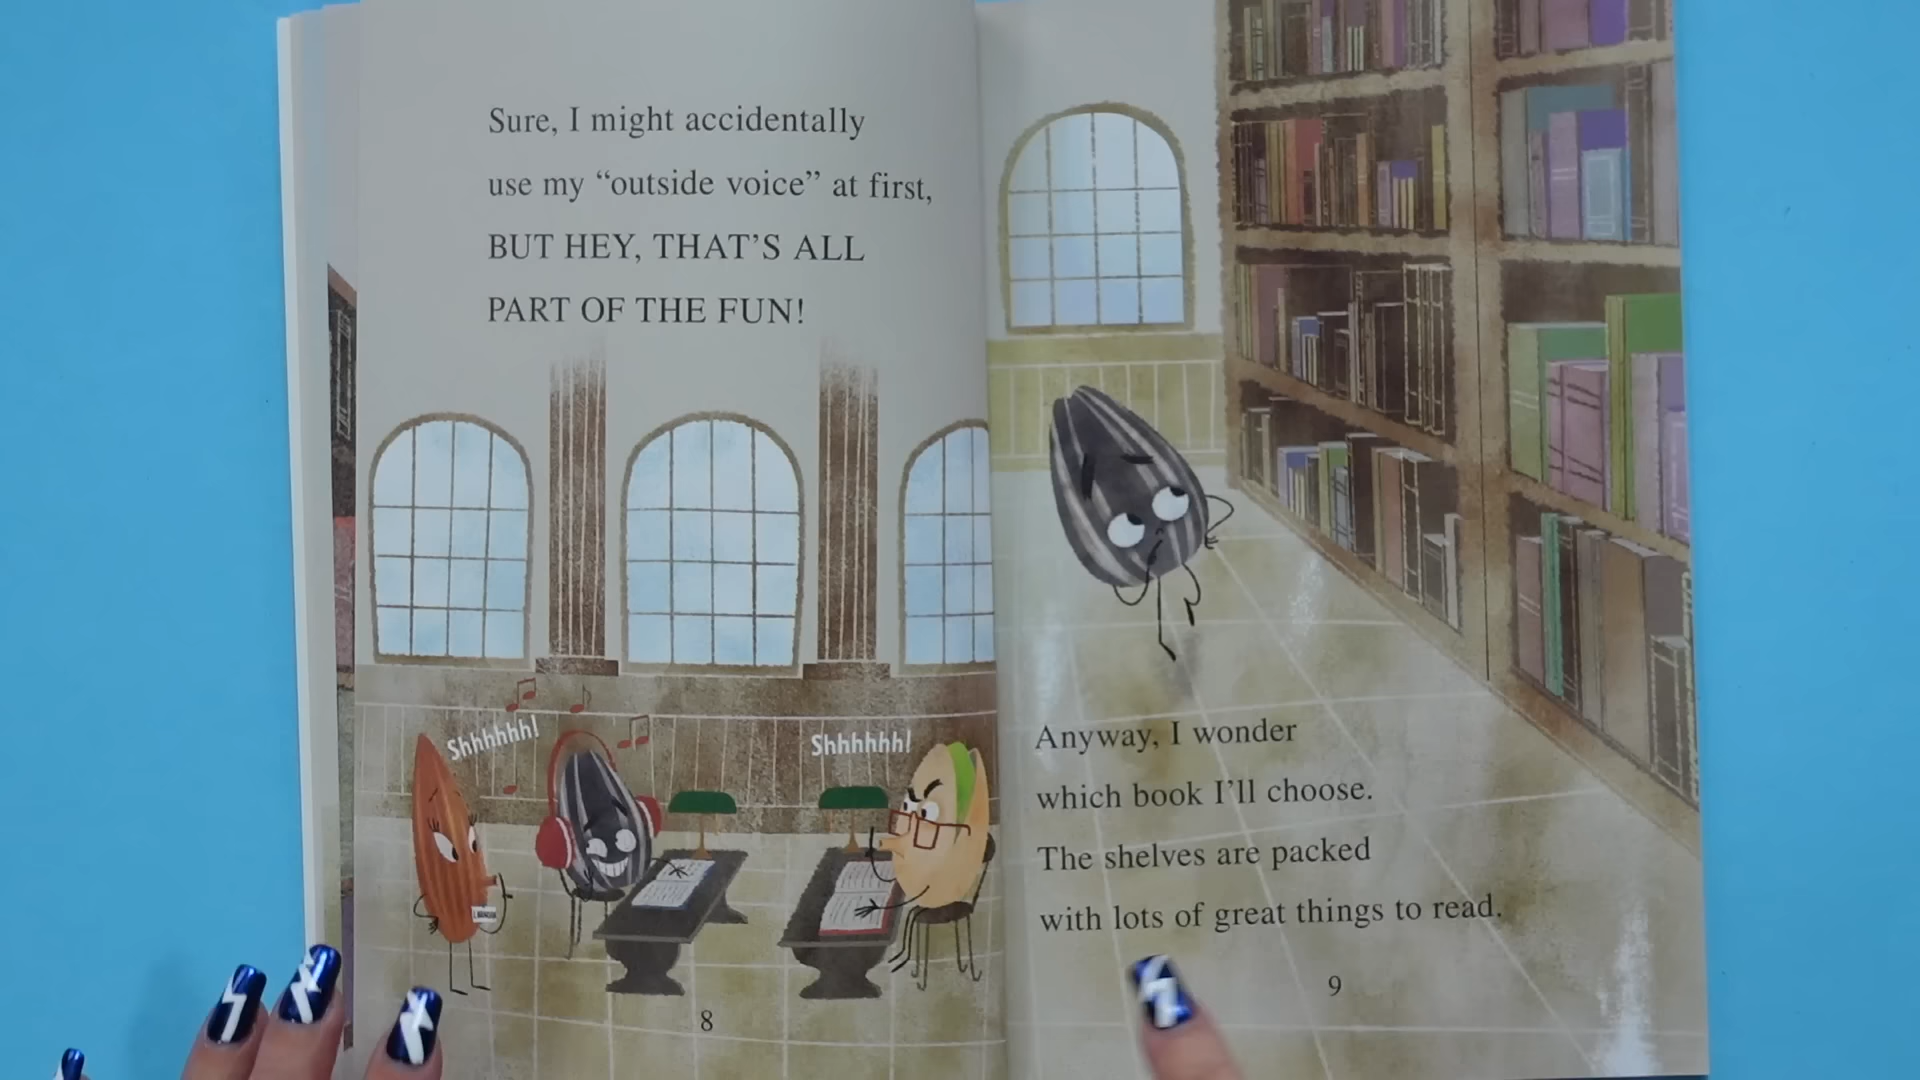 Sure, I might accidentally
use my “outside voice” at first,
BUT HEY, THAT’S ALL
PART OF THE FUN!
Shhhhhh!
Shhhhhh!
8
Anyway, I wonder
which book I’ll choose.
The shelves are packed
with lots of great things to read.
9